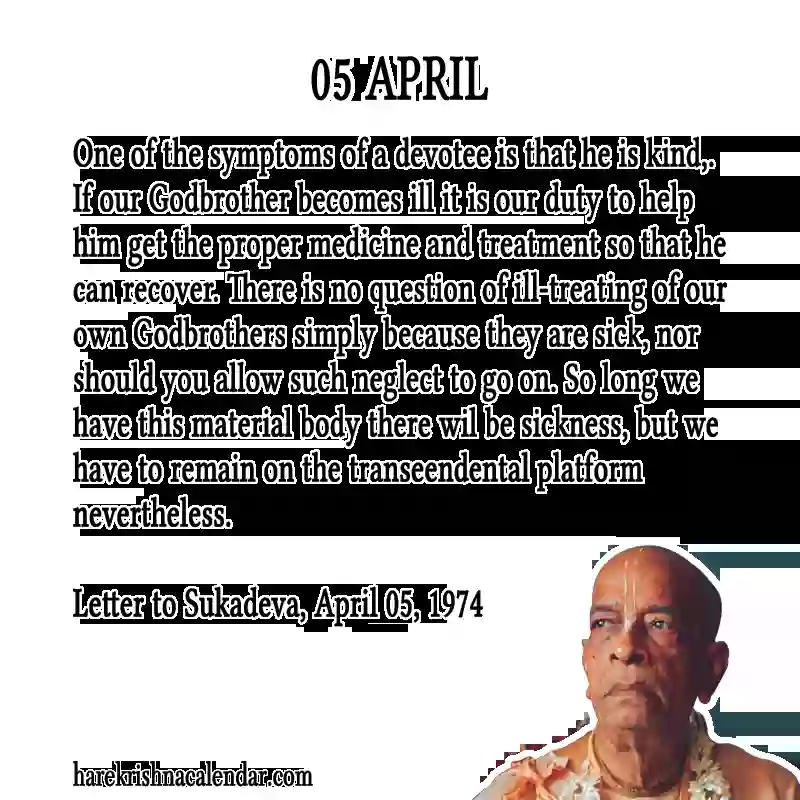 05 APRIL
One of the symptoms of a devotee is that he is kind,.
If our Godbrother becomes ill it is our duty to help
him get the proper medicine and treatment so that he
can recover. There is no question of ill-treating of our
own Godbrothers simply because they are sick, nor
should you allow such neglect to go on. So long we
have this material body there wil be sickness, but we
have to remain on the transeendental platform
nevertheless.
Letter to Sukadeva, April 05, 1974
harekrishnacalendar.com